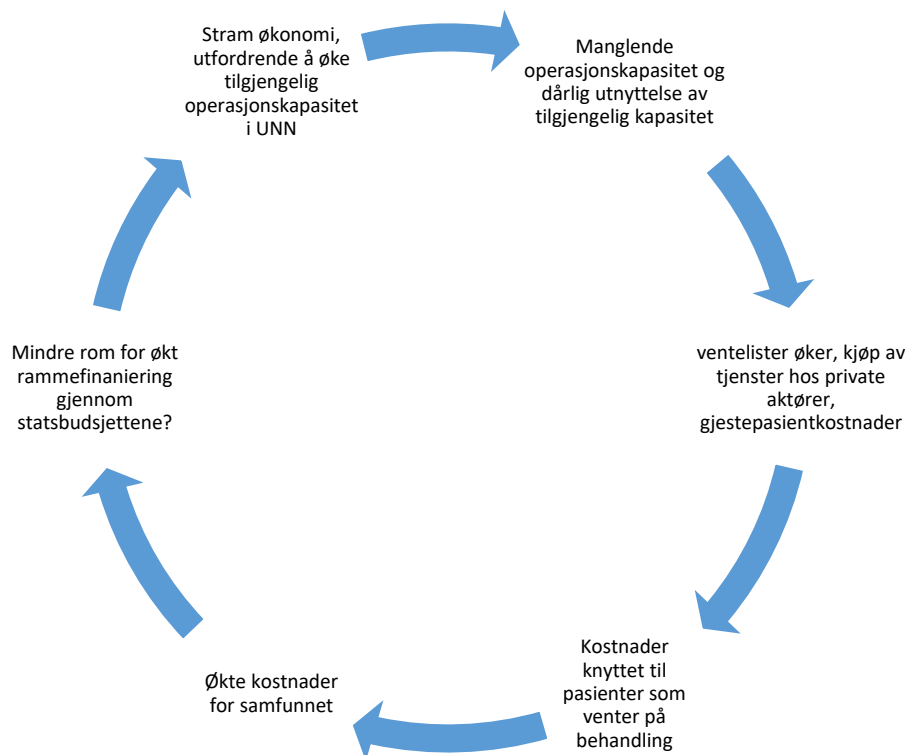 Stram økonomi,
utfordrende å øke
tilgjengelig
operasjonskapasitet
i UNN
Manglende
operasjonskapasitet og
dårlig utnyttelse av
tilgjengelig kapasitet
ventelister øker, kjøp av
tjenster hos private
aktører,
gjestepasientkostnader
Kostnader
knyttet til
pasienter som
venter på
behandling
Økte kostnader
for samfunnet
Mindre rom for økt
rammefinaniering
gjennom
statsbudsjettene?